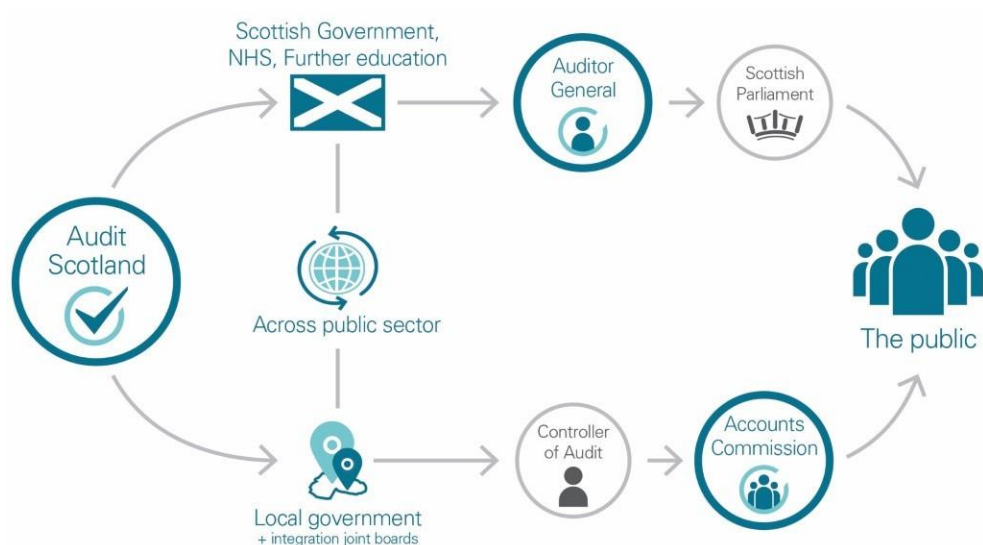 Scottish Government,
NHS, Further education
Auditor
General
Scottish
Parliament
Audit
Scotland
Across public sector
The public
Controller
of Audit
Accounts
Commission
Local government
+ integration joint boards